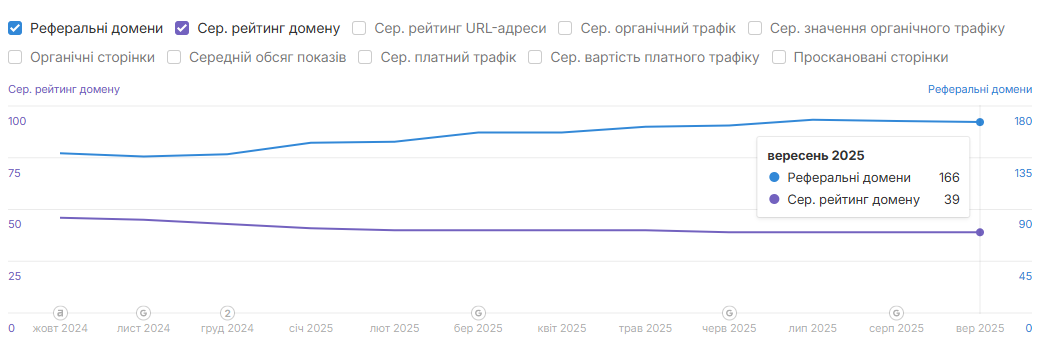 Реферальні домени Сер. рейтинг домену Сер. рейтинг URL-адреси Сер. органічний трафік Сер. значення органічного трафіку
Органічні сторінки Середній обсяг показів Сер. платний трафік Сер. вартість платного трафіку Проскановані сторінки
Сер. рейтинг домену Реферальні домени
100 180
вересень 2025
75 Реферальні домени 166 135
Сер. рейтинг домену 39
50 90
25 45
a G 2 G G G
0 жовт 2024 лист 2024 груд 2024 січ 2025 лют 2025 бер 2025 квіт 2025 трав 2025 черв 2025 лип 2025 серп 2025 вер 2025 0